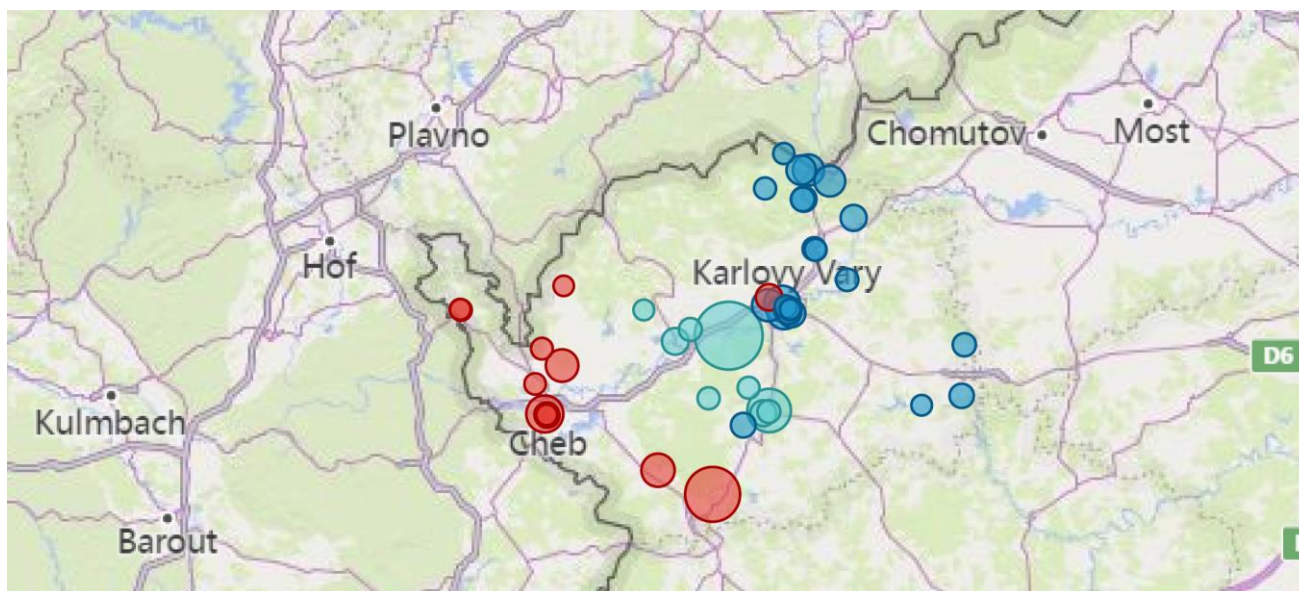 Plavno
Chomutov
Most
Hof
Karlovy Vary
D6
Kulmbach
Cheb
Barout